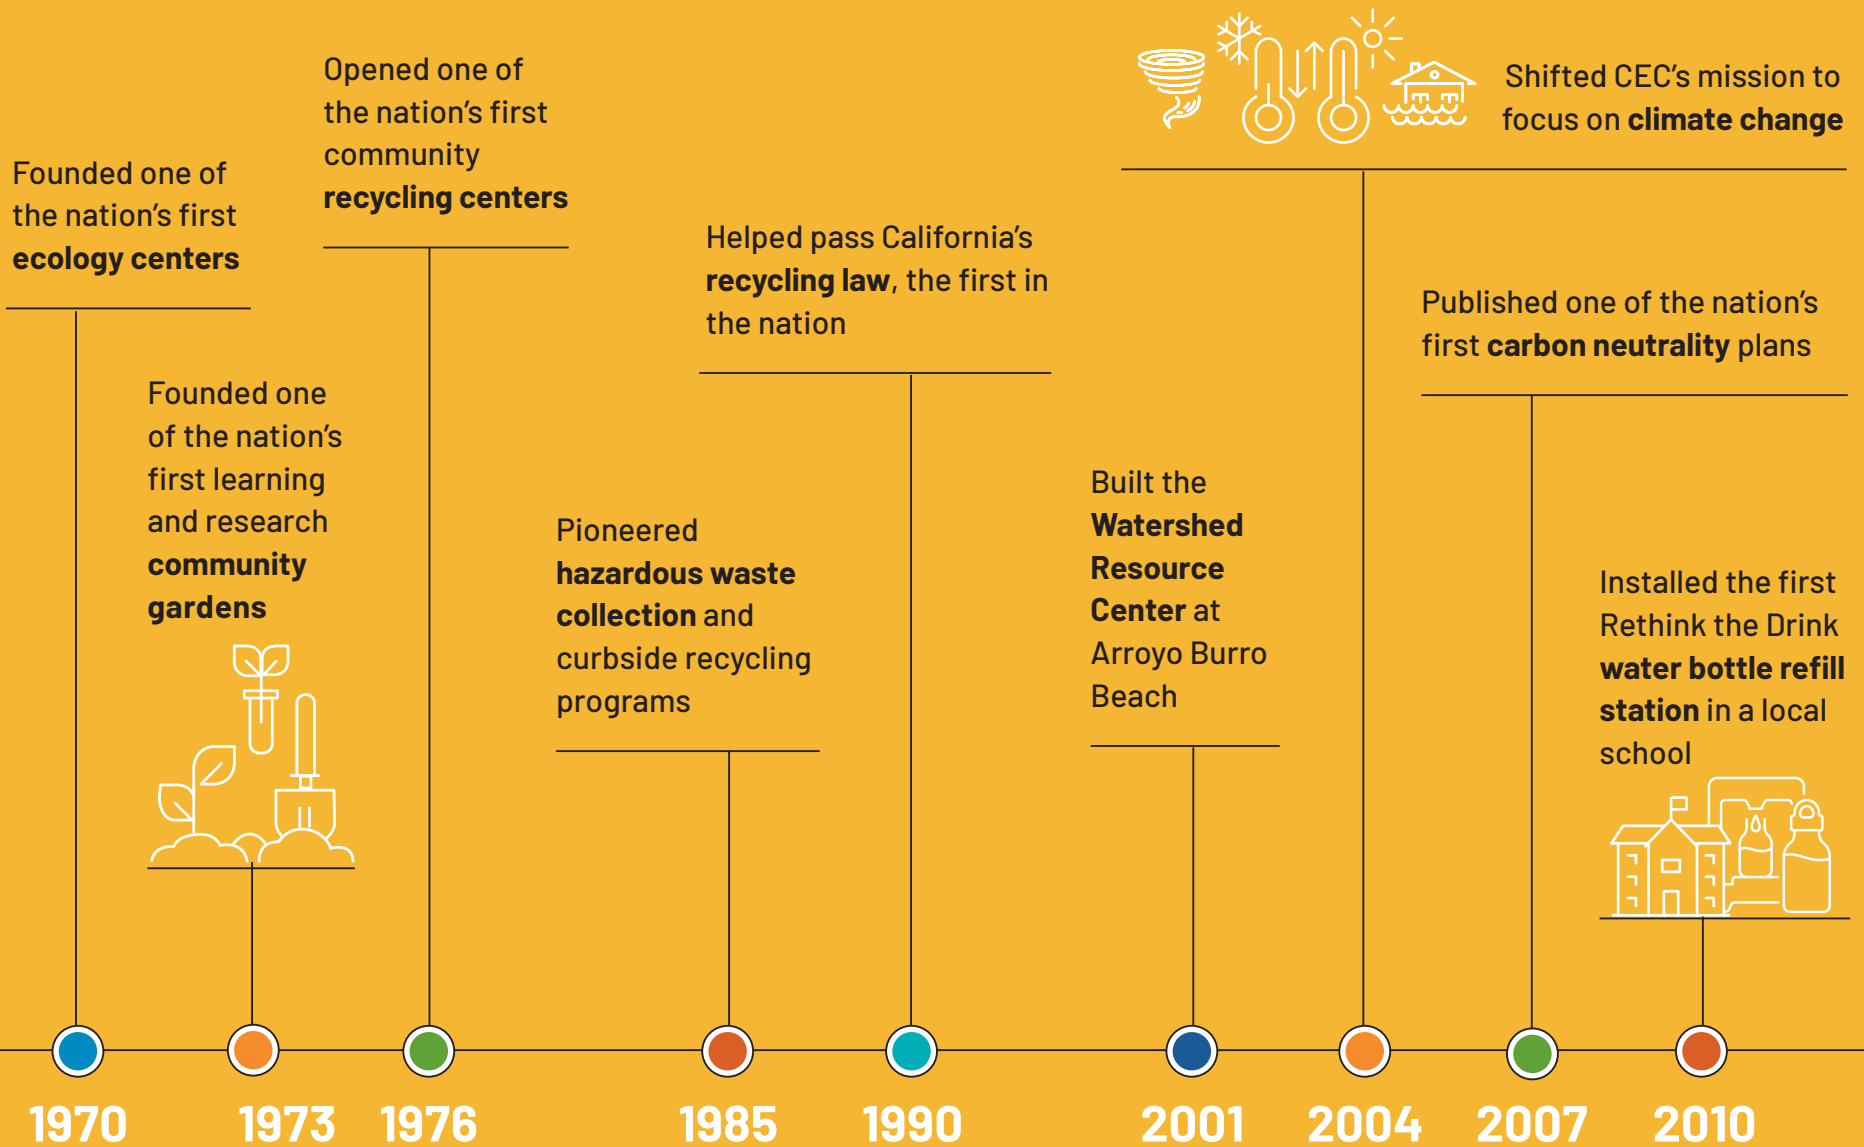 Founded one of
the nation's first
ecology centers
Founded one
of the nation's
first learning
and research
community
gardens
Opened one of
the nation's first
community
recycling centers
Pioneered
hazardous waste
collection and
curbside recycling
programs
Helped pass California's
recycling law, the first in
the nation
Built the
Watershed
Resource
Center at
Arroyo Burro
Beach
Shifted CEC's mission to
focus on climate change
Published one of the nation's
first carbon neutrality plans
Installed the first
Rethink the Drink
water bottle refill
station in a local
school
1970
1973
1976
1985
1990
2001
2004
2007
2010